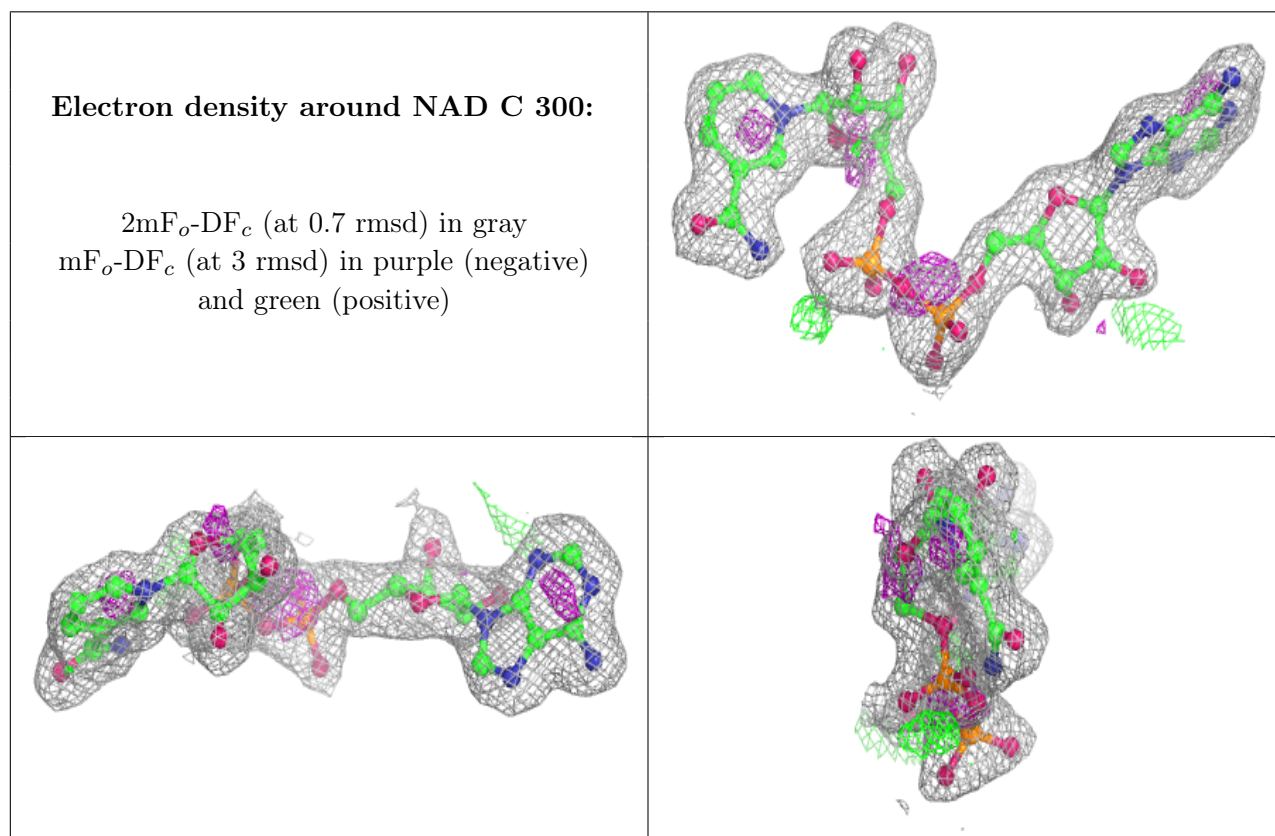 Electron density around NAD C 300:
2mFo-DFc (at 0.7 rmsd) in gray
mFo-DFc (at 3 rmsd) in purple (negative)
and green (positive)